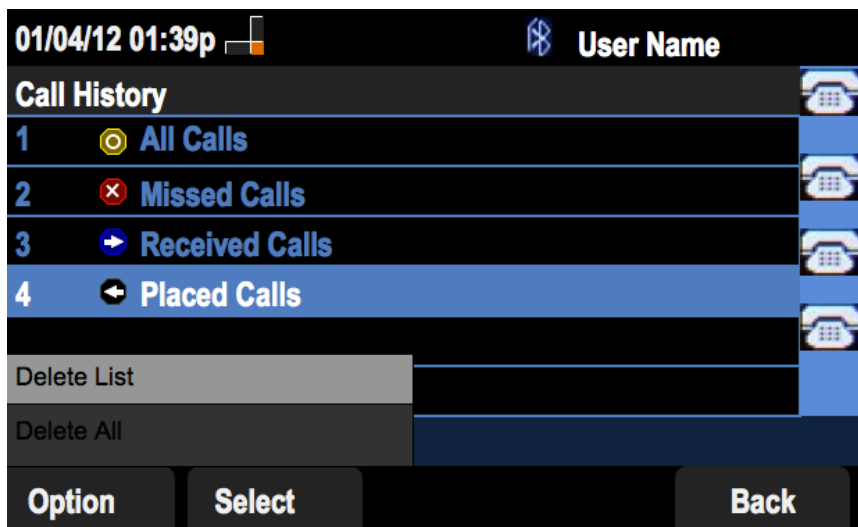 01/04/12 01:39p User Name
Call History
1 All Calls
2 Missed Calls
3 Received Calls
4 Placed Calls
Delete List
Delete All
Option Select Back